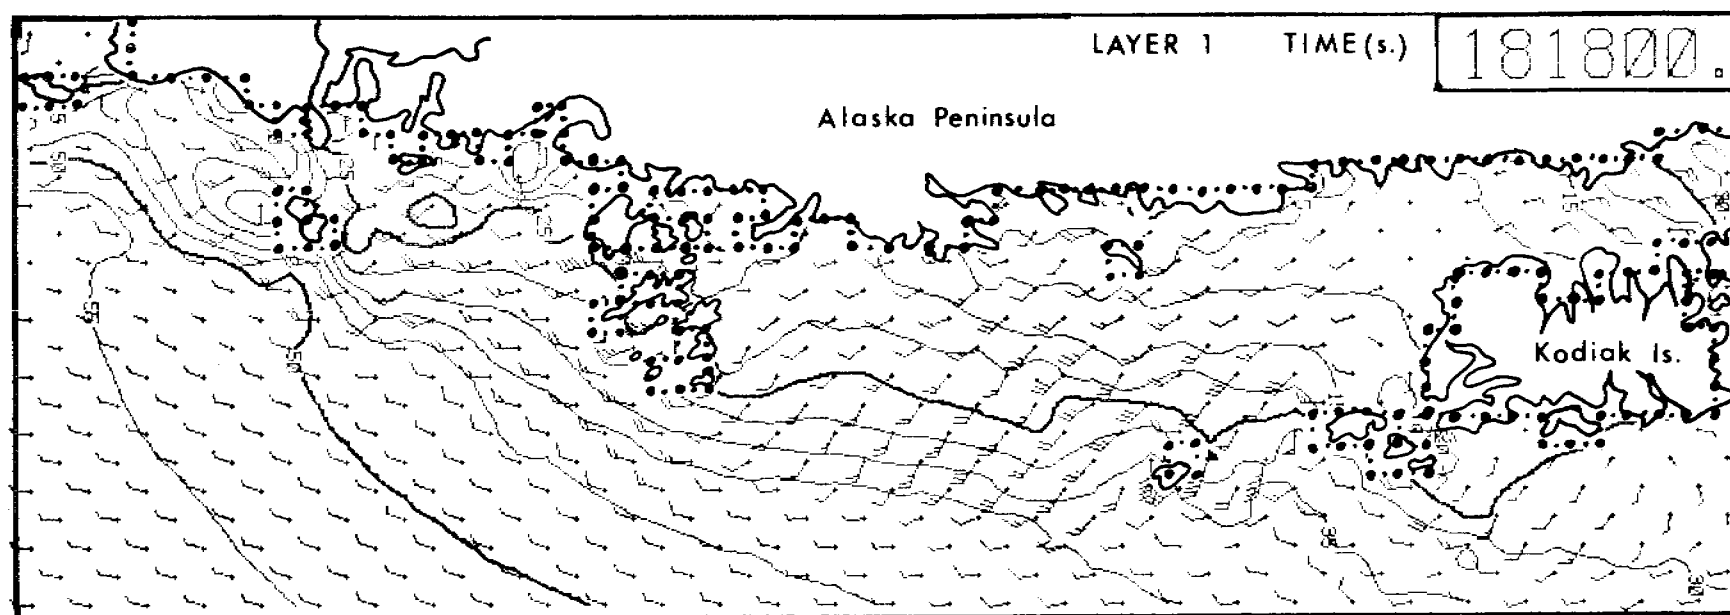 LAYER 1 TIME(s.) 181800.
Alaska Peninsula
Kodiak Is.